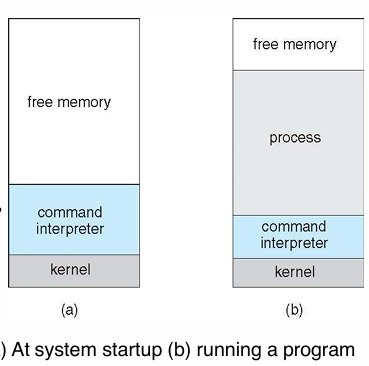 free memory
command
interpreter
kernel
(a)
free memory
process
command
interpreter
kernel
(b)
) At system startup (b) running a program